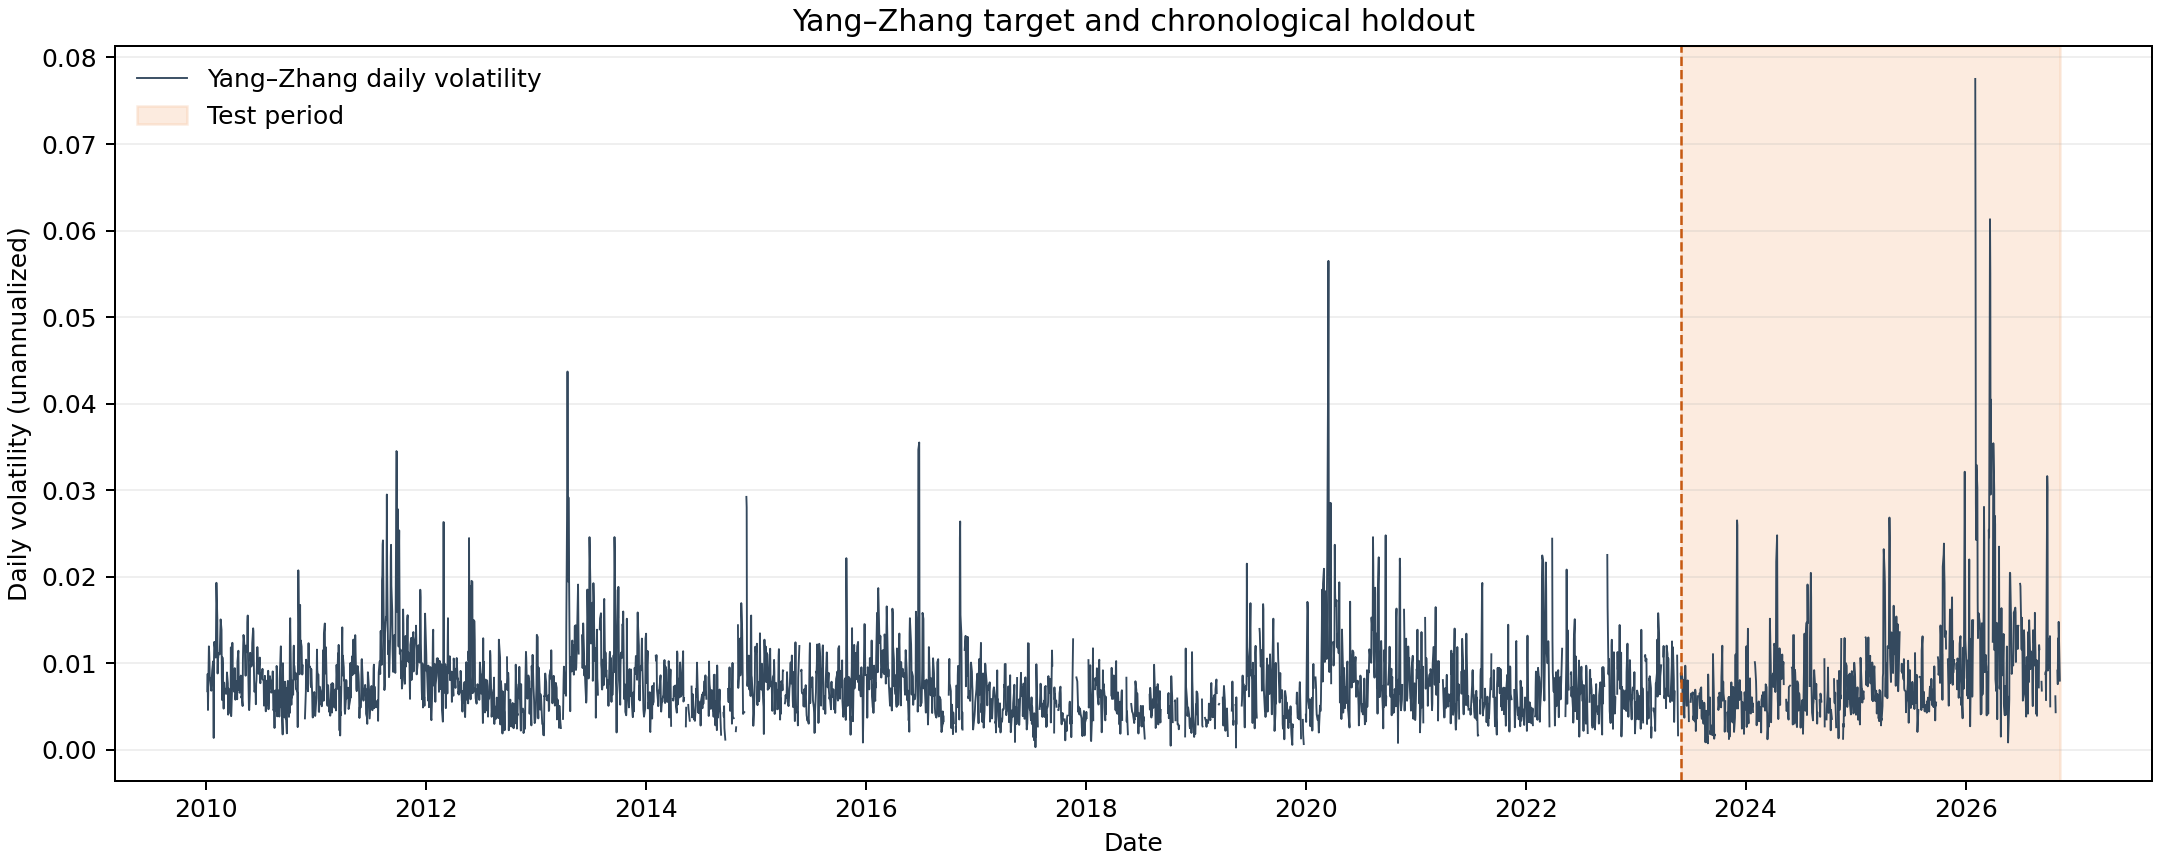 Yang–Zhang target and chronological holdout
Yang–Zhang daily volatility
Test period
Daily volatility (unannualized)
0.08
0.07
0.06
0.05
0.04
0.03
0.02
0.01
0.00
2010 2012 2014 2016 2018 2020 2022 2024 2026
Date